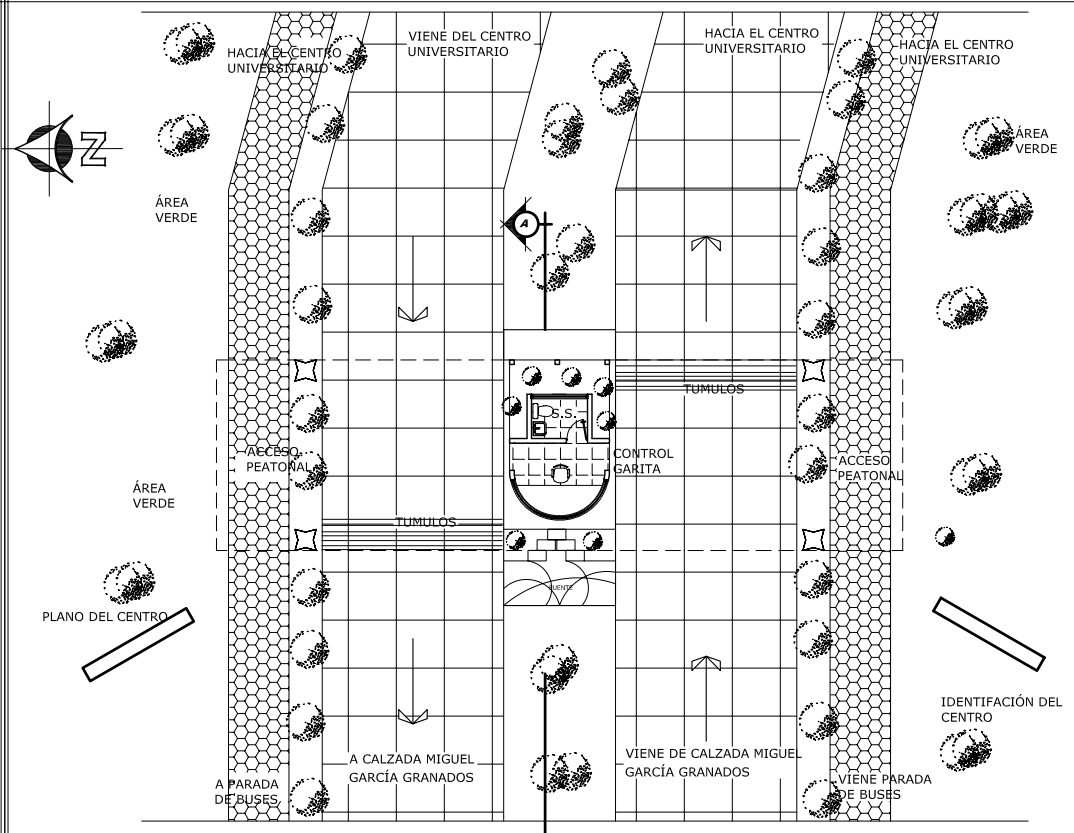 HACIA EL CENTRO
UNIVERSITARIO
VIENE DEL CENTRO
UNIVERSITARIO
HACIA EL CENTRO
UNIVERSITARIO
HACIA EL CENTRO
UNIVERSITARIO
N
ÁREA
VERDE
ÁREA
VERDE
A
TUMULOS
S.S.
CONTROL
GARITA
ACCESO
PEATONAL
ACCESO
PEATONAL
ÁREA
VERDE
TUMULOS
FUENTE
PLANO DEL CENTRO
IDENTIFACIÓN DEL
CENTRO
A CALZADA MIGUEL
GARCÍA GRANADOS
VIENE DE CALZADA MIGUEL
GARCÍA GRANADOS
A PARADA
DE BUSES
VIENE PARADA
DE BUSES